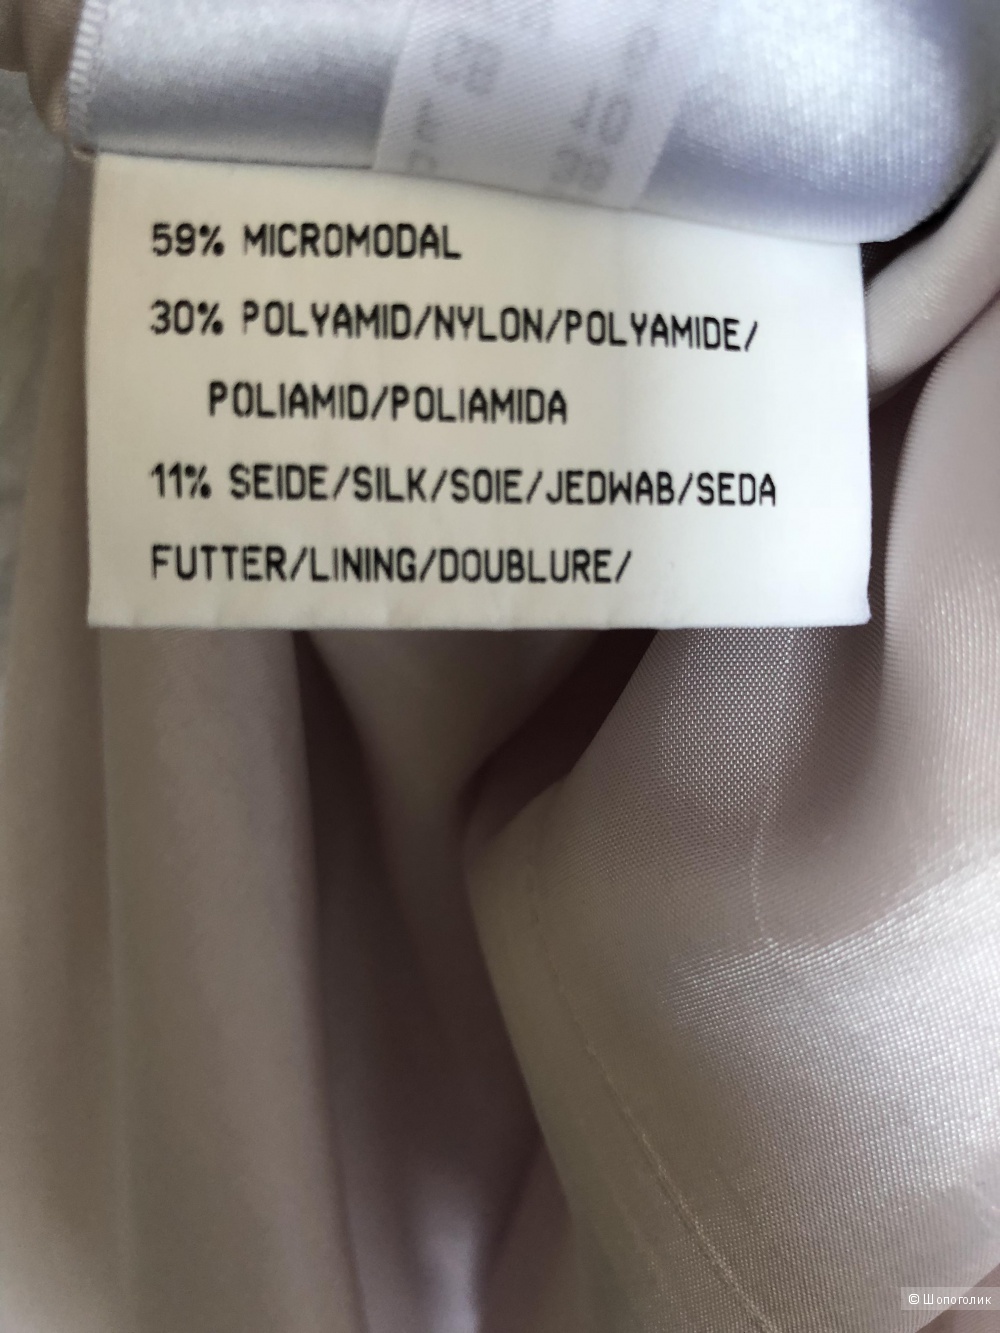 59% MICROMODAL
30% POLYAMID/NYLON/POLYAMIDE/
POLIAMID/POLIAMIDA
11% SEIDE/SILK/SOIE/JEDWAB/SEDA
FUTTER/LINING/DOUBLURE/
© Шопоголик